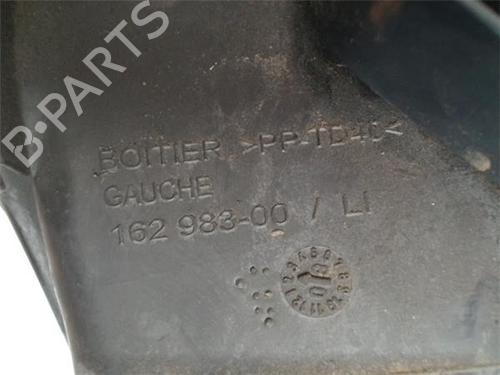 B-PARTS
BOITIER >PP-TD40<
GAUCHE
162 983-00 / LI